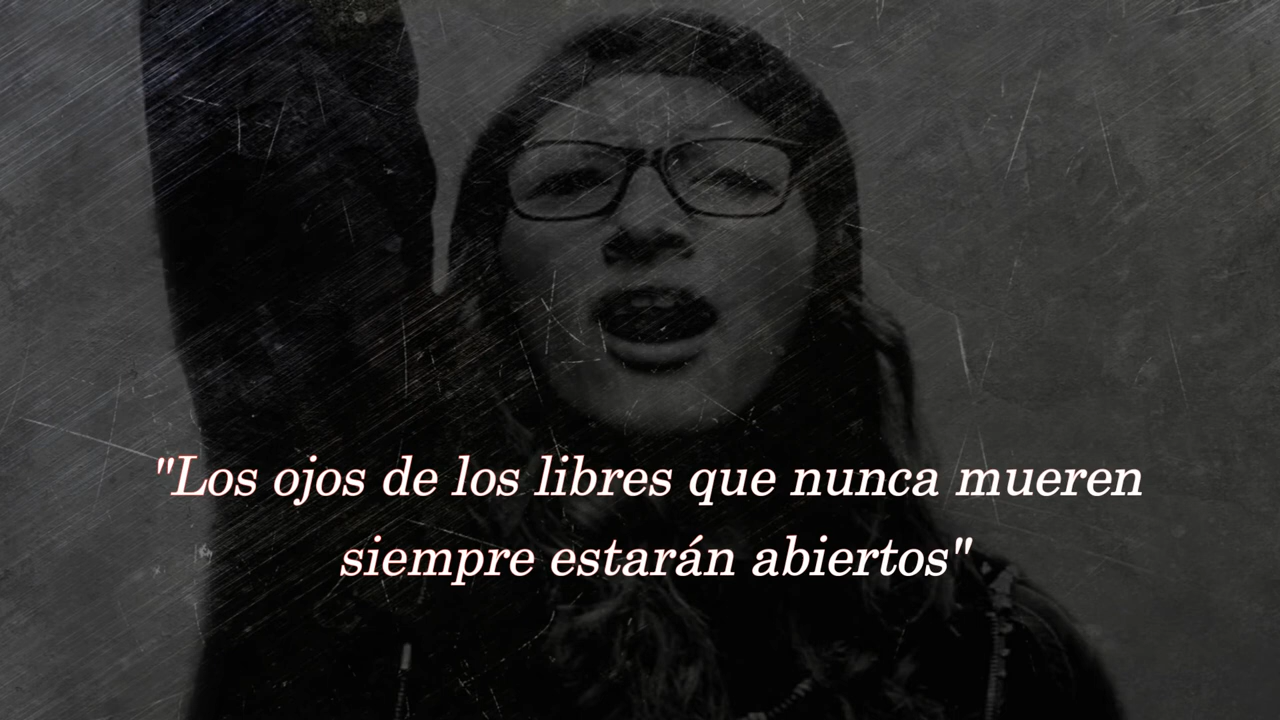 "Los ojos de los libres que nunca mueren
siempre estarán abiertos"